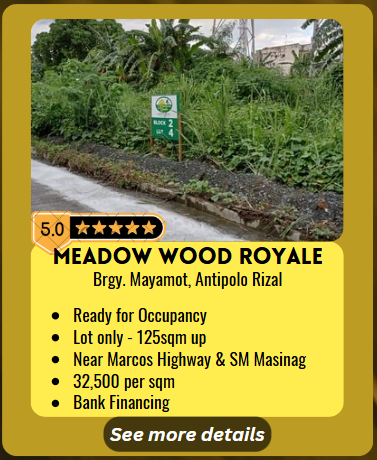 BLOCK 2
LOT 4
5.0
MEADOW WOOD ROYALE
Brgy. Mayamot, Antipolo Rizal
Ready for Occupancy
Lot only - 125sqm up
Near Marcos Highway & SM Masinag
32,500 per sqm
Bank Financing
See more details